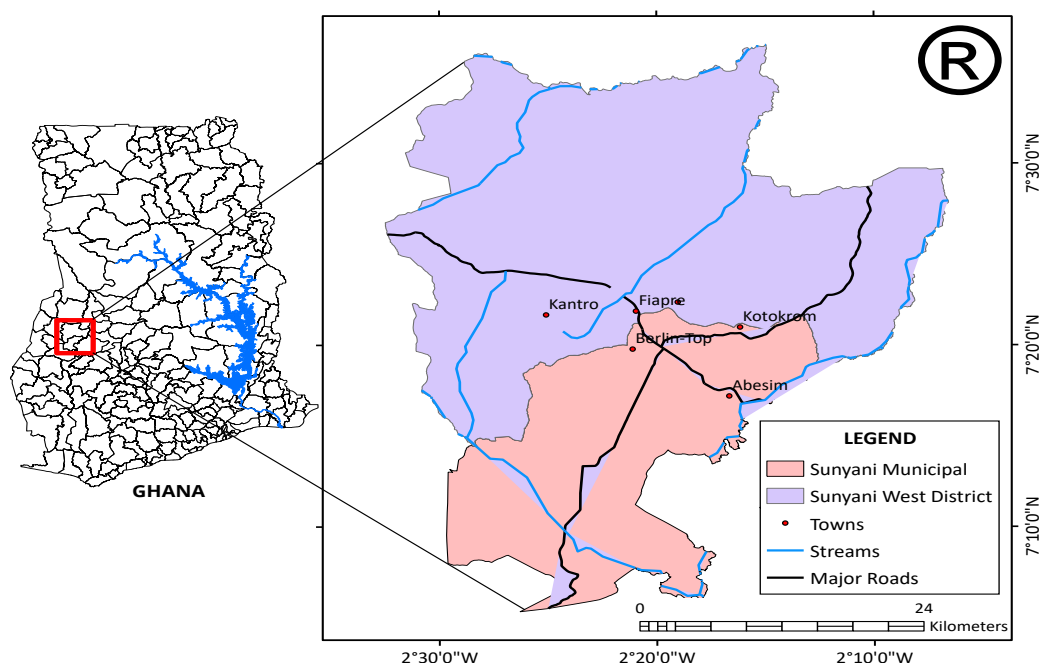 ®
7°30'0"N
Kantro
Fiapre
Kotokrom
7°20'0"N
Berlin-Top
Abesim
GHANA
LEGEND
Sunyani Municipal
Sunyani West District
Towns
Streams
Major Roads
7°10'0"N
0 24
Kilometers
2°30'0"W 2°20'0"W 2°10'0"W